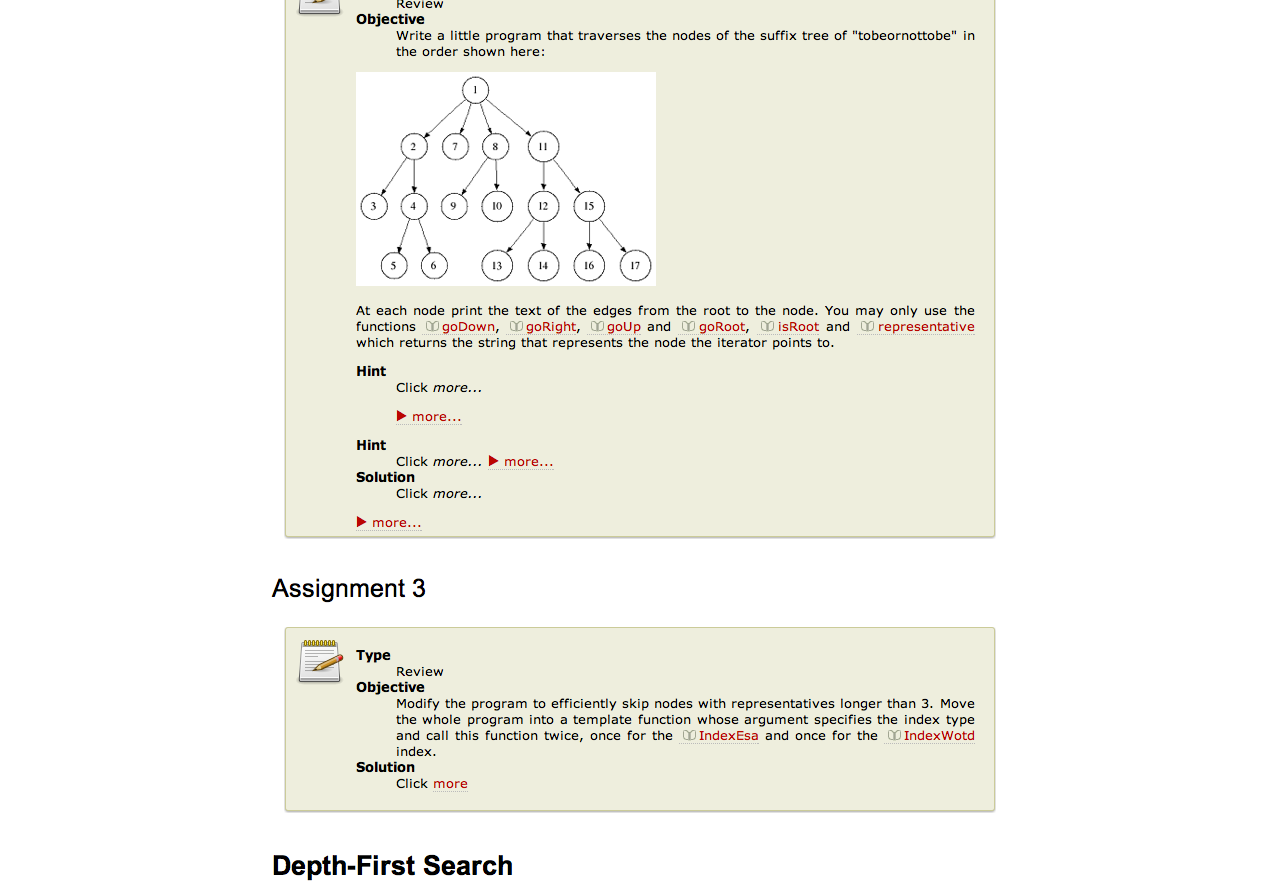 Review
Objective
Write a little program that traverses the nodes of the suffix tree of "tobeornottobe" in
the order shown here:
1
2 7 8 11
3 4 9 10 12 15
5 6 13 14 16 17
At each node print the text of the edges from the root to the node. You may only use the
functions goDown, goRight, goUp and goRoot, isRoot and representative
which returns the string that represents the node the iterator points to.
Hint
Click more...
more...
Hint
Click more... more...
Solution
Click more...
more...
Assignment 3
Type
Review
Objective
Modify the program to efficiently skip nodes with representatives longer than 3. Move
the whole program into a template function whose argument specifies the index type
and call this function twice, once for the IndexEsa and once for the IndexWotd
index.
Solution
Click more
Depth-First Search